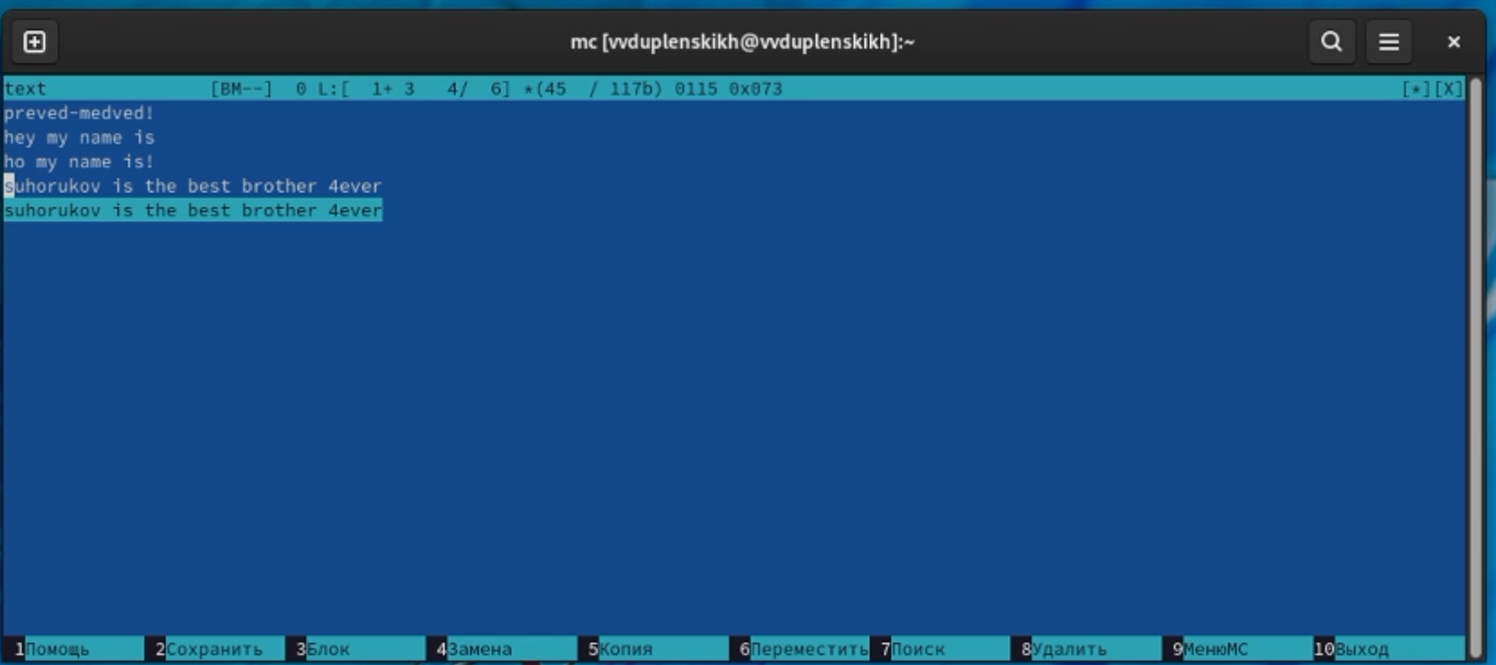 mc [vvduplenskikh@vvduplenskikh]:~
text [BM--] 0 L:[ 1+ 3 4/ 6] *(45 / 117b) 0115 0x073 [*][X]
preved-medved!
hey my name is
ho my name is!
suhorukov is the best brother 4ever
suhorukov is the best brother 4ever
1Помощь 2Сохранить 3Блок 4Замена 5Копия 6Переместить 7Поиск 8Удалить 9МенюMC 10Выход